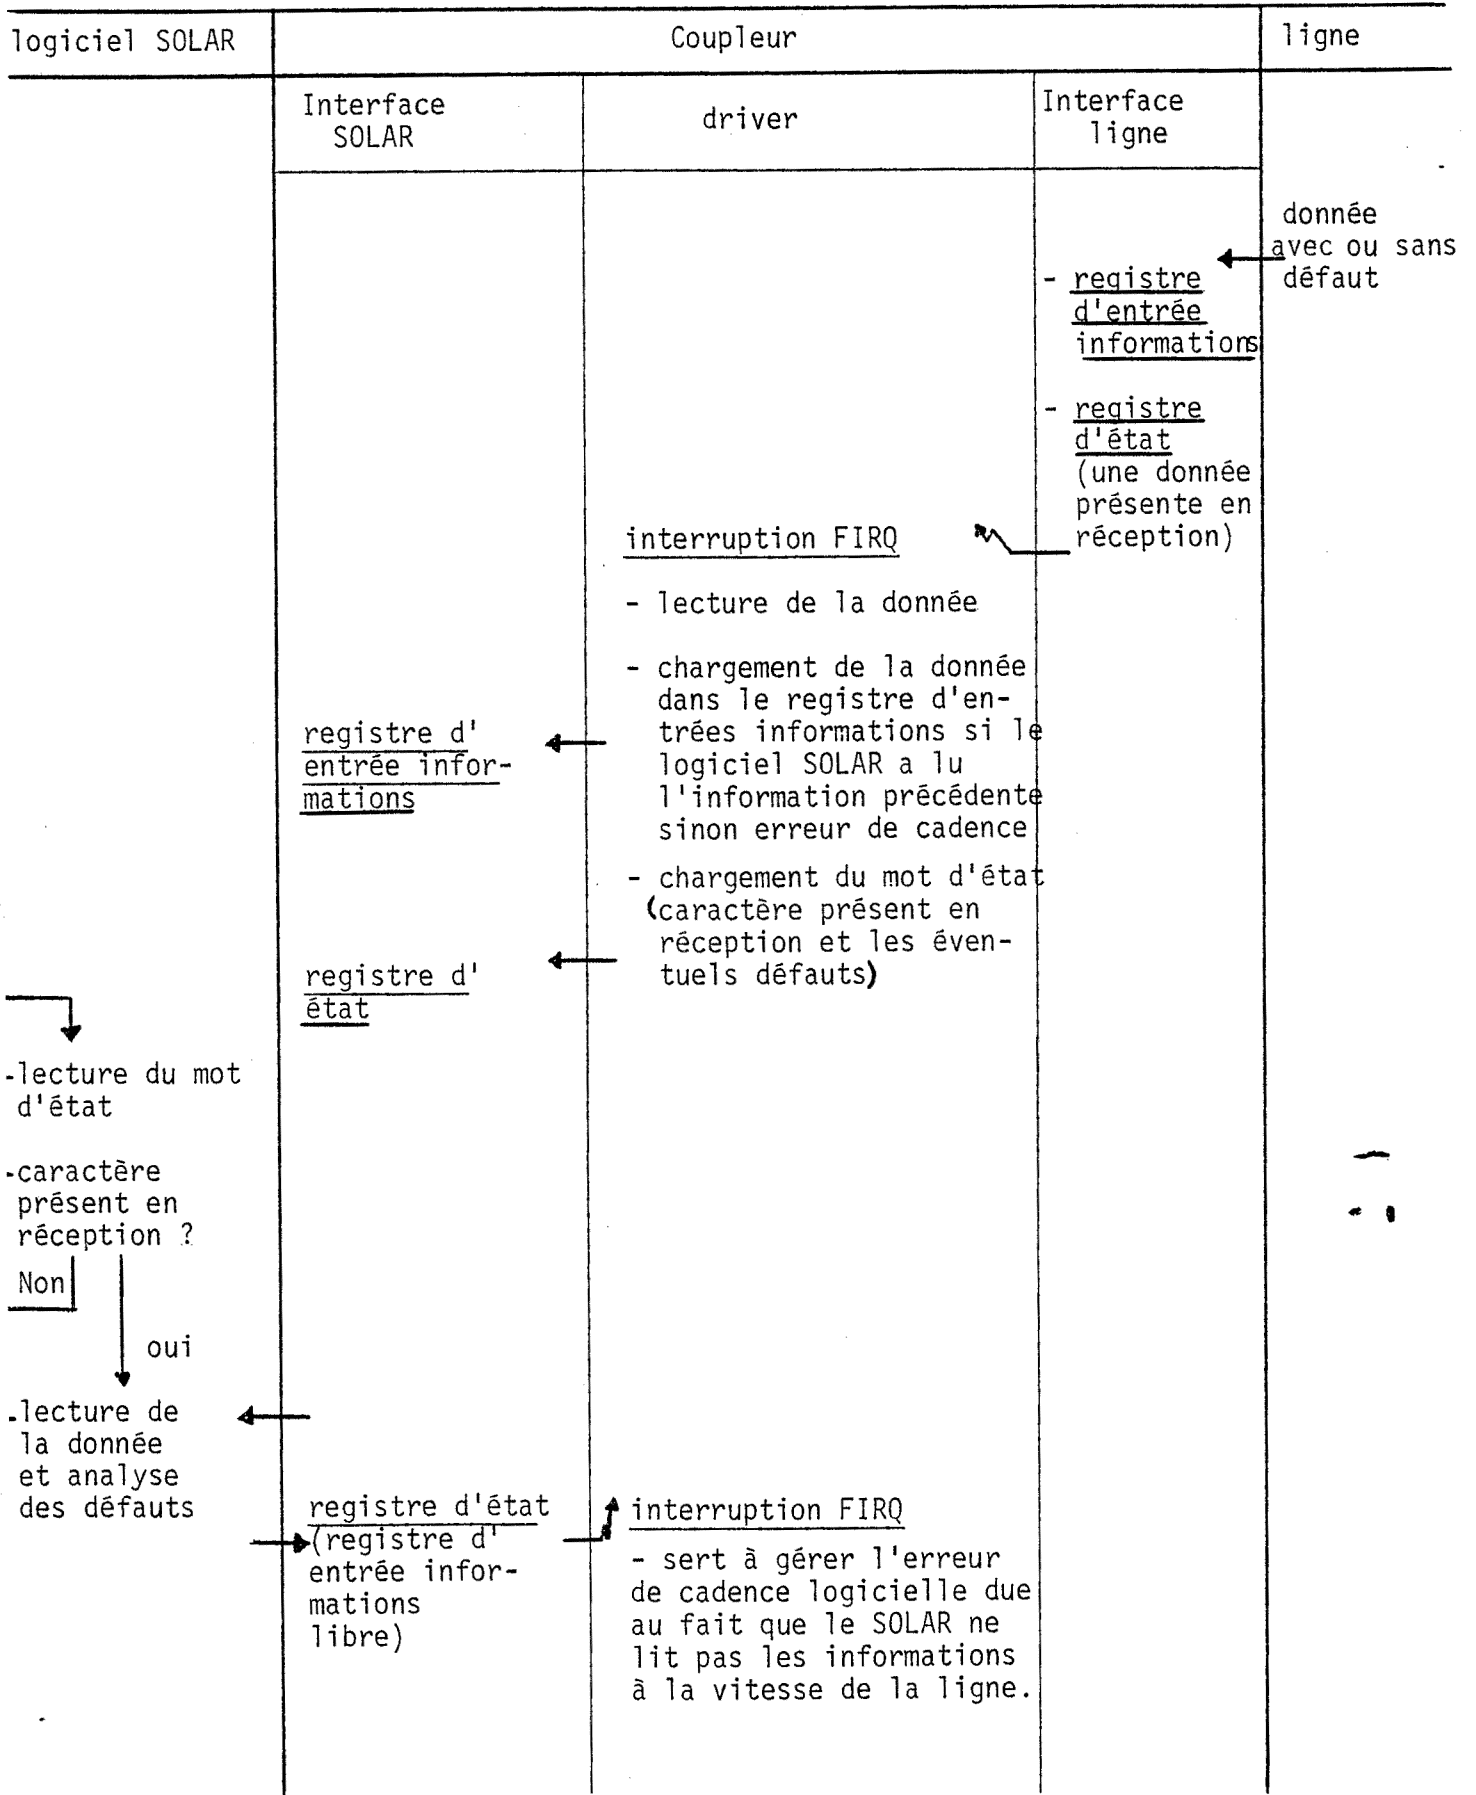 logiciel SOLAR
Coupleur
ligne
Interface
SOLAR
driver
Interface
ligne
donnée
avec ou sans
défaut
- registre
d'entrée
informations
- registre
d'état
(une donnée
présente en
réception)
interruption FIRQ
- lecture de la donnée
- chargement de la donnée
dans le registre d'en-
trées informations si le
logiciel SOLAR a lu
l'information précédente
sinon erreur de cadence
registre d'
entrée infor-
mations
- chargement du mot d'état
(caractère présent en
réception et les éven-
tuels défauts)
registre d'
état
-lecture du mot
d'état
-caractère
présent en
réception ?
Non
oui
-lecture de
la donnée
et analyse
des défauts
registre d'état
(registre d'
entrée infor-
mations
libre)
interruption FIRQ
- sert à gérer l'erreur
de cadence logicielle due
au fait que le SOLAR ne
lit pas les informations
à la vitesse de la ligne.